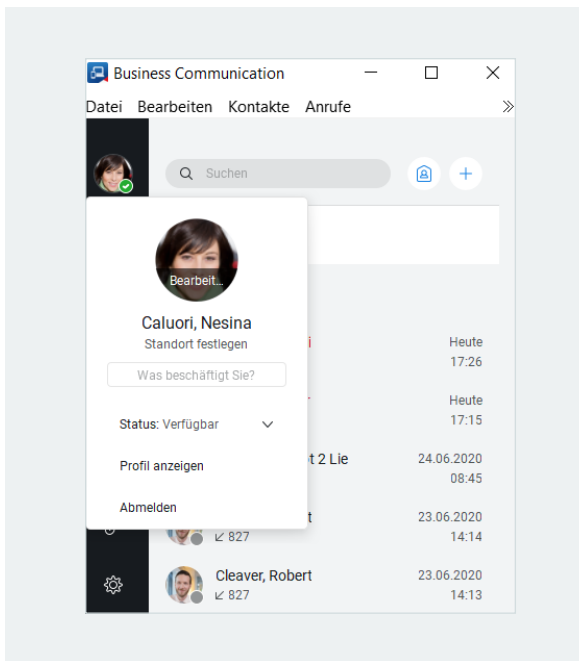 Business Communication
Datei Bearbeiten Kontakte Anrufe
Suchen
Bearbeit...
Caluori, Nesina
Standort festlegen
Was beschäftigt Sie?
Status: Verfügbar
Profil anzeigen
Abmelden
Heute
17:26
Heute
17:15
t 2 Lie
24.06.2020
08:45
23.06.2020
827
14:14
Cleaver, Robert
23.06.2020
827
14:13